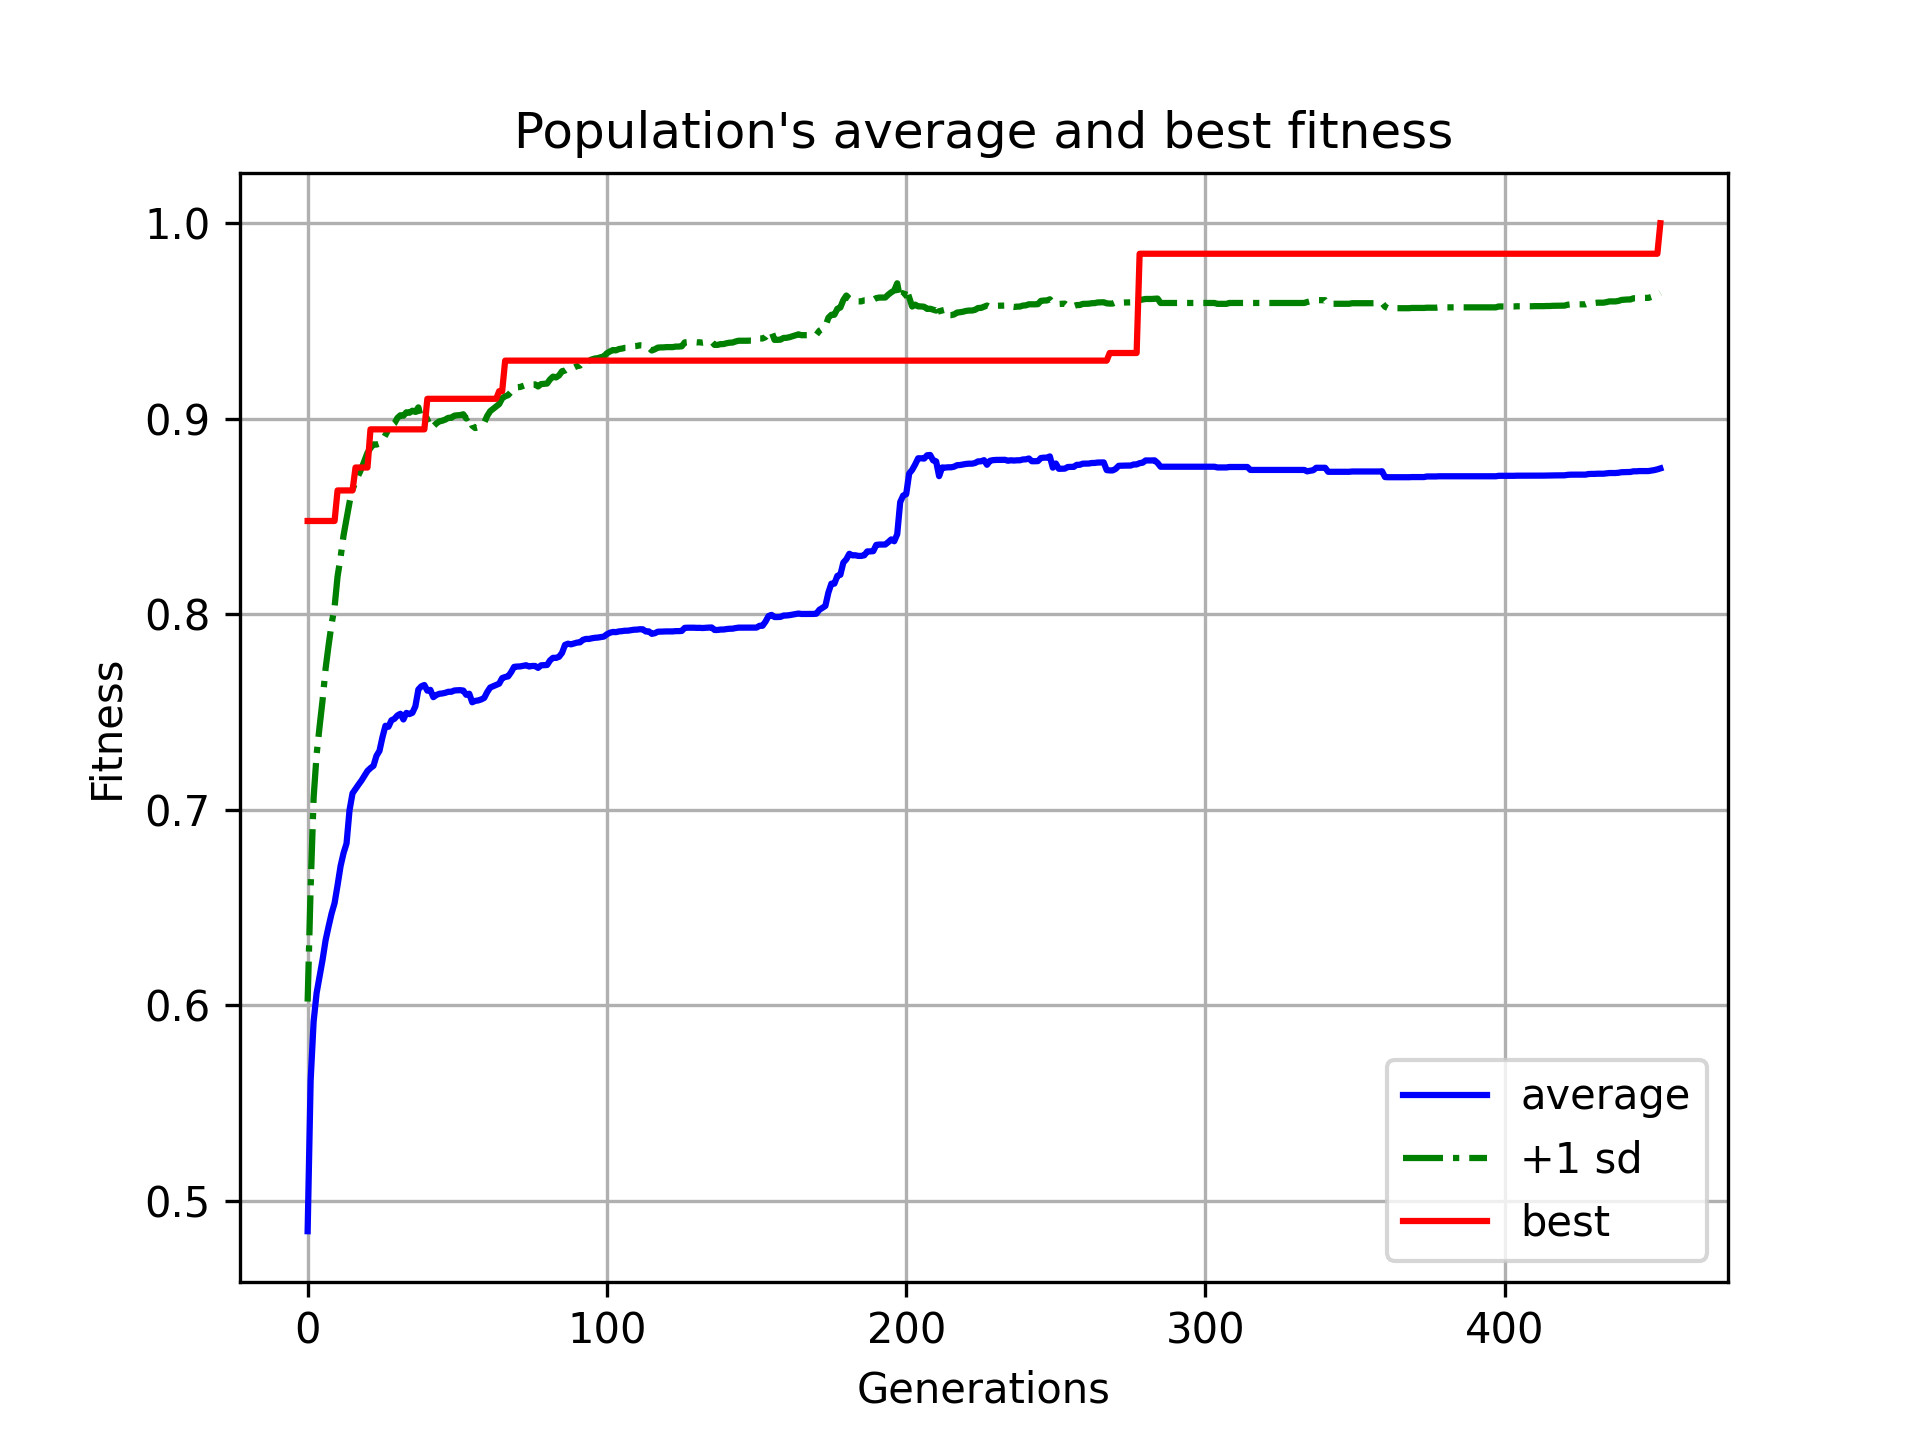 Population's average and best fitness
1.0
0.9
0.8
0.7
0.6
0.5
Fitness
average
+1 sd
best
0 100 200 300 400
Generations